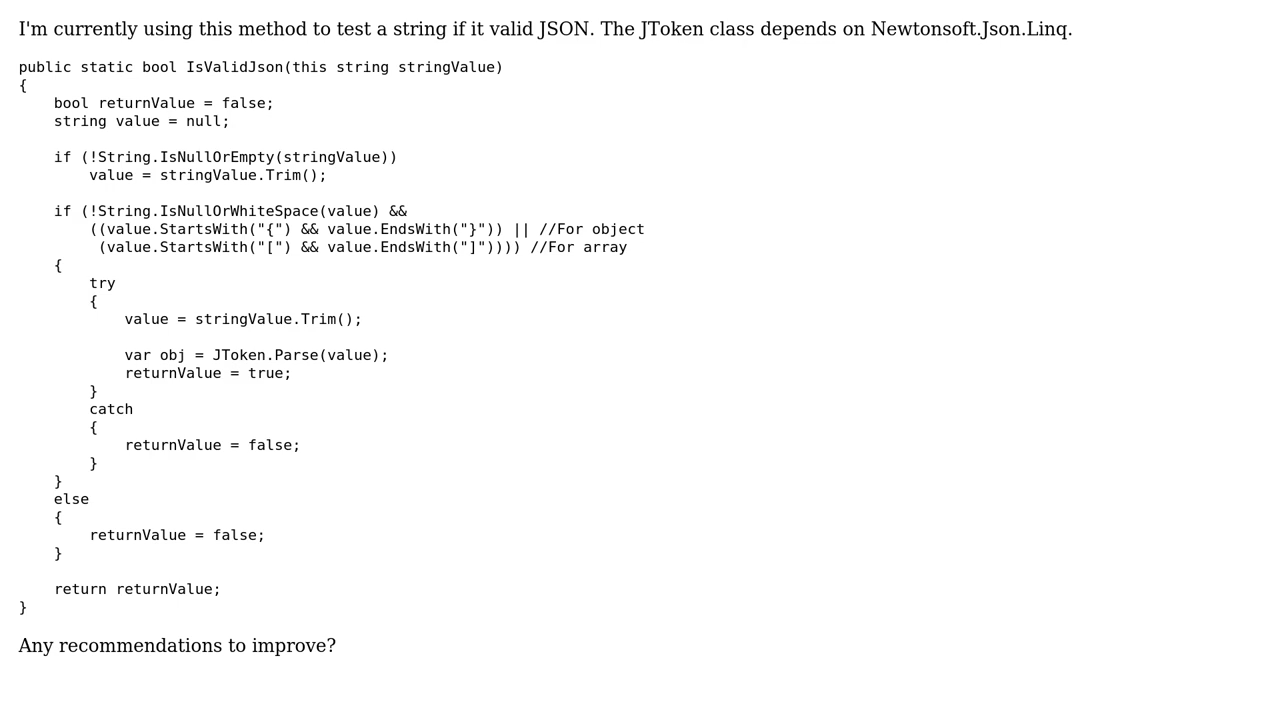 I'm currently using this method to test a string if it valid JSON. The JToken class depends on Newtonsoft.Json.Linq.
public static bool IsValidJson(this string stringValue)
{
    bool returnValue = false;
    string value = null;

    if (!String.IsNullOrEmpty(stringValue))
        value = stringValue.Trim();

    if (!String.IsNullOrWhiteSpace(value) &&
        ((value.StartsWith("{") && value.EndsWith("}")) || //For object
         (value.StartsWith("[") && value.EndsWith("]")))) //For array
    {
        try
        {
            value = stringValue.Trim();

            var obj = JToken.Parse(value);
            returnValue = true;
        }
        catch
        {
            returnValue = false;
        }
    }
    else
    {
        returnValue = false;
    }

    return returnValue;
}
Any recommendations to improve?